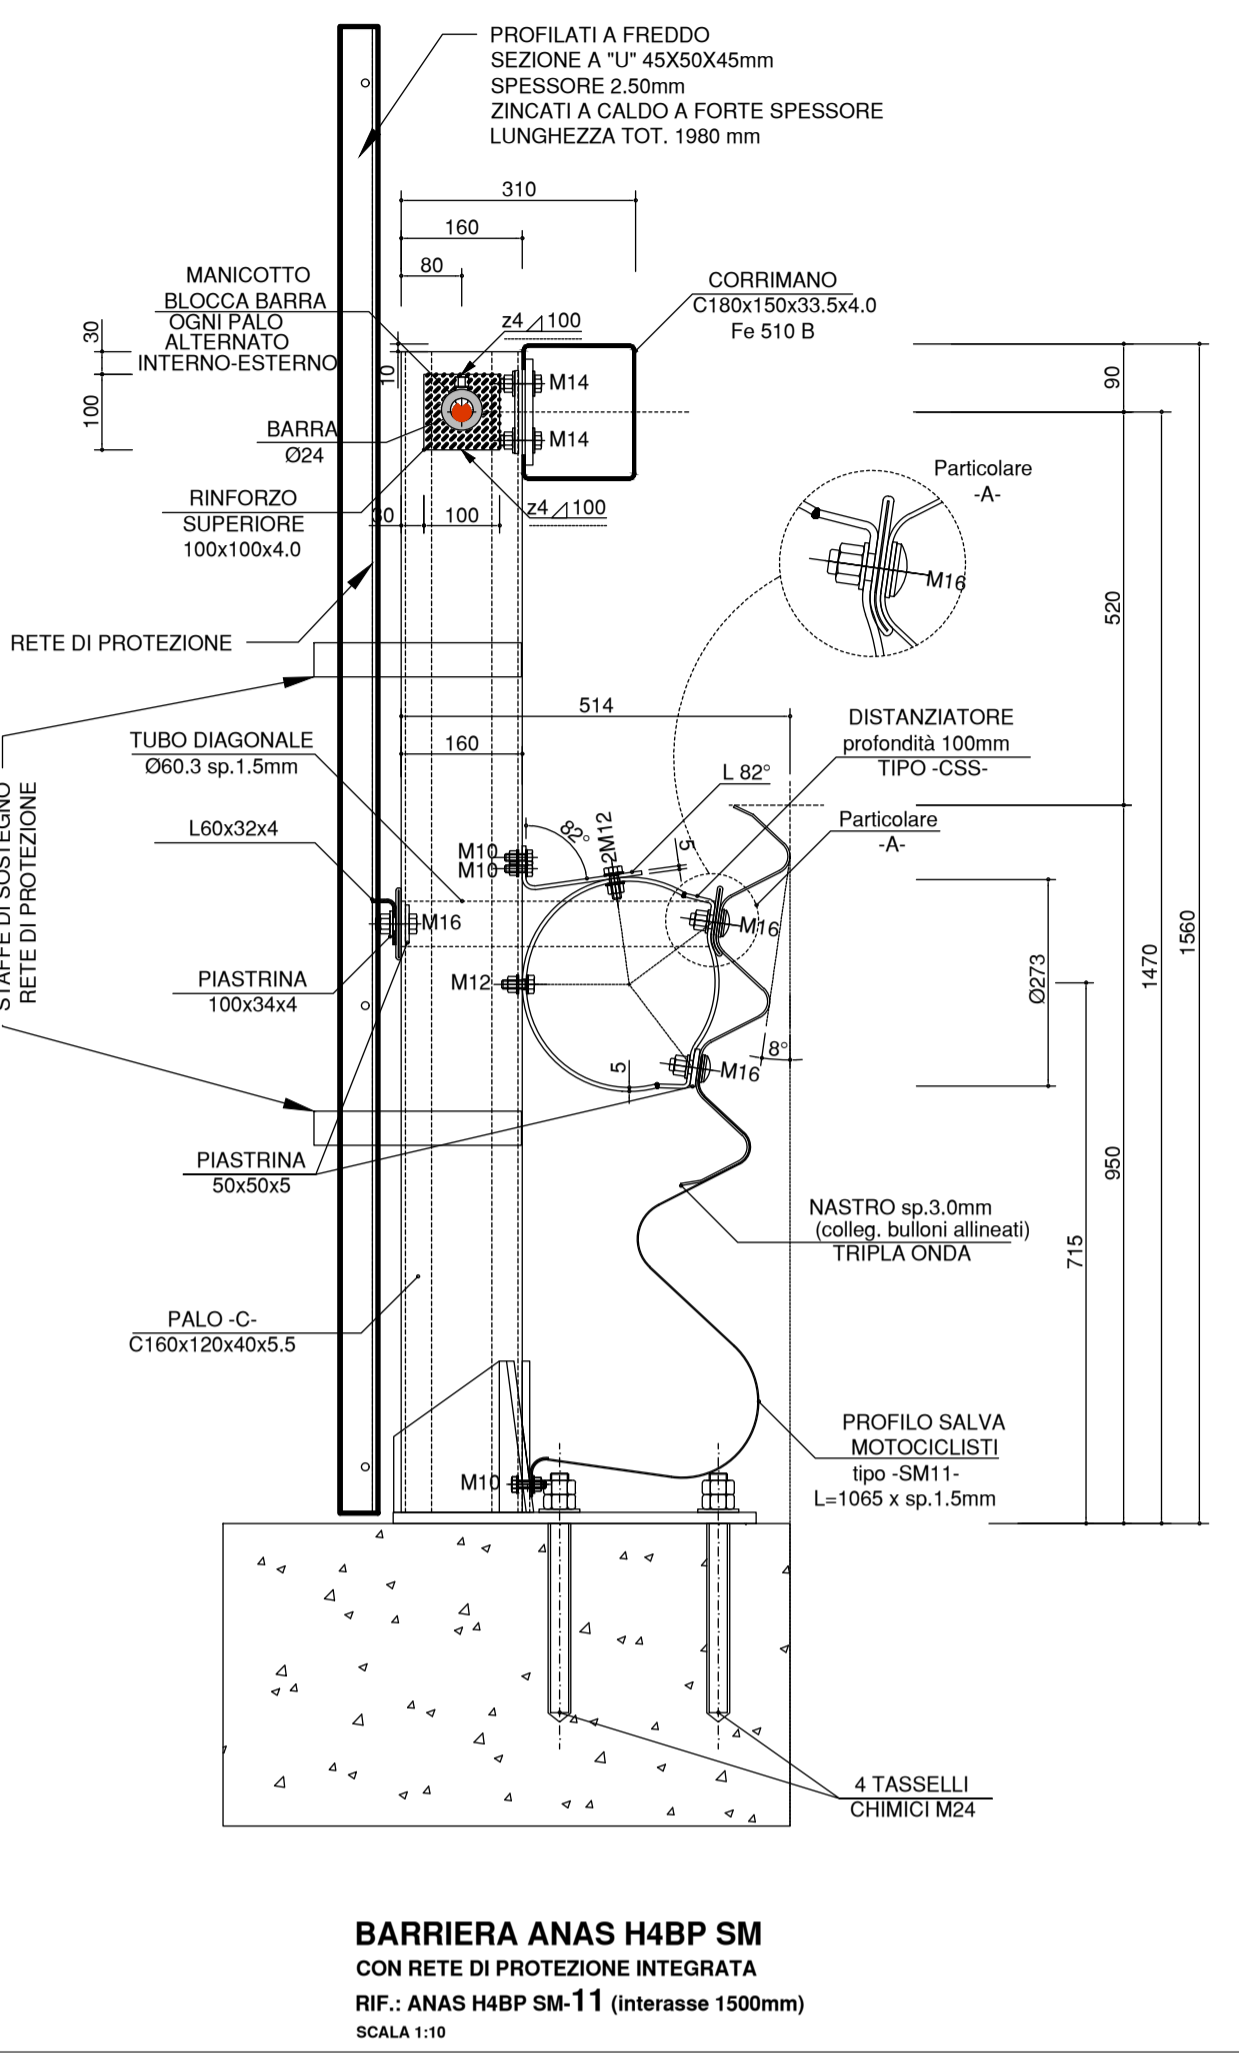 PROFILATI A FREDDO
SEZIONE A "U" 45X50X45mm
SPESSORE 2.50mm
ZINCATI A CALDO A FORTE SPESSORE
LUNGHEZZA TOT. 1980 mm
310
160
80
MANICOTTO
BLOCCA BARRA
OGNI PALO
ALTERNATO
INTERNO-ESTERNO
30
100
10
z4 100
CORRIMANO
C180x150x33.5x4.0
Fe 510 B
M14
M14
90
BARRA
Ø24
RINFORZO
SUPERIORE
100x100x4.0
30
100
z4 100
Particolare
-A-
M16
520
RETE DI PROTEZIONE
514
160
TUBO DIAGONALE
Ø60.3 sp.1.5mm
DISTANZIATORE
profondità 100mm
TIPO -CSS-
L 82°
82°
2M12
5
Particolare
-A-
STAFFE DI SOSTEGNO
RETE DI PROTEZIONE
L60x32x4
M10
M10
M16
M16
PIASTRINA
100x34x4
M12
Ø273
1470
1560
8°
5
M16
PIASTRINA
50x50x5
950
715
NASTRO sp.3.0mm
(colleg. bulloni allineati)
TRIPLA ONDA
PALO -C-
C160x120x40x5.5
PROFILO SALVA
MOTOCICLISTI
tipo -SM11-
L=1065 x sp.1.5mm
M10
4 TASSELLI
CHIMICI M24
BARRIERA ANAS H4BP SM
CON RETE DI PROTEZIONE INTEGRATA
RIF.: ANAS H4BP SM-11 (interasse 1500mm)
SCALA 1:10